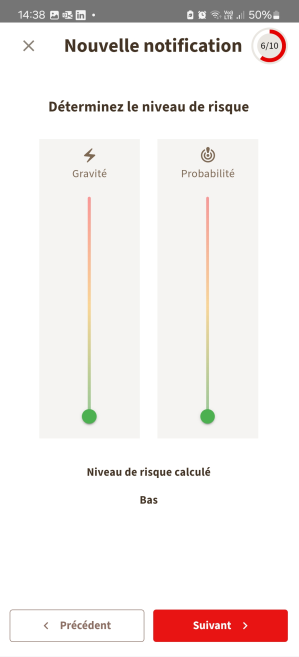 14:38
50%
Nouvelle notification
6/10
Déterminez le niveau de risque
Gravité
Probabilité
Niveau de risque calculé
Bas
Précédent
Suivant